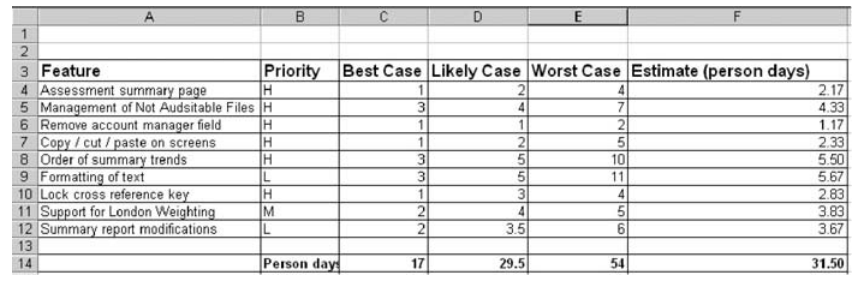 A B C D E F
1
2
3 Feature Priority Best Case Likely Case Worst Case Estimate (person days)
4 Assessment summary page H 1 2 4 2.17
5 Management of Not Audsitable Files H 3 4 7 4.33
6 Remove account manager field H 1 1 2 1.17
7 Copy / cut / paste on screens H 1 2 5 2.33
8 Order of summary trends H 3 5 10 5.50
9 Formatting of text L 3 5 11 5.67
10 Lock cross reference key H 1 3 4 2.83
11 Support for London Weighting M 2 4 5 3.83
12 Summary report modifications L 2 3.5 6 3.67
13
14 Person days 17 29.5 54 31.50